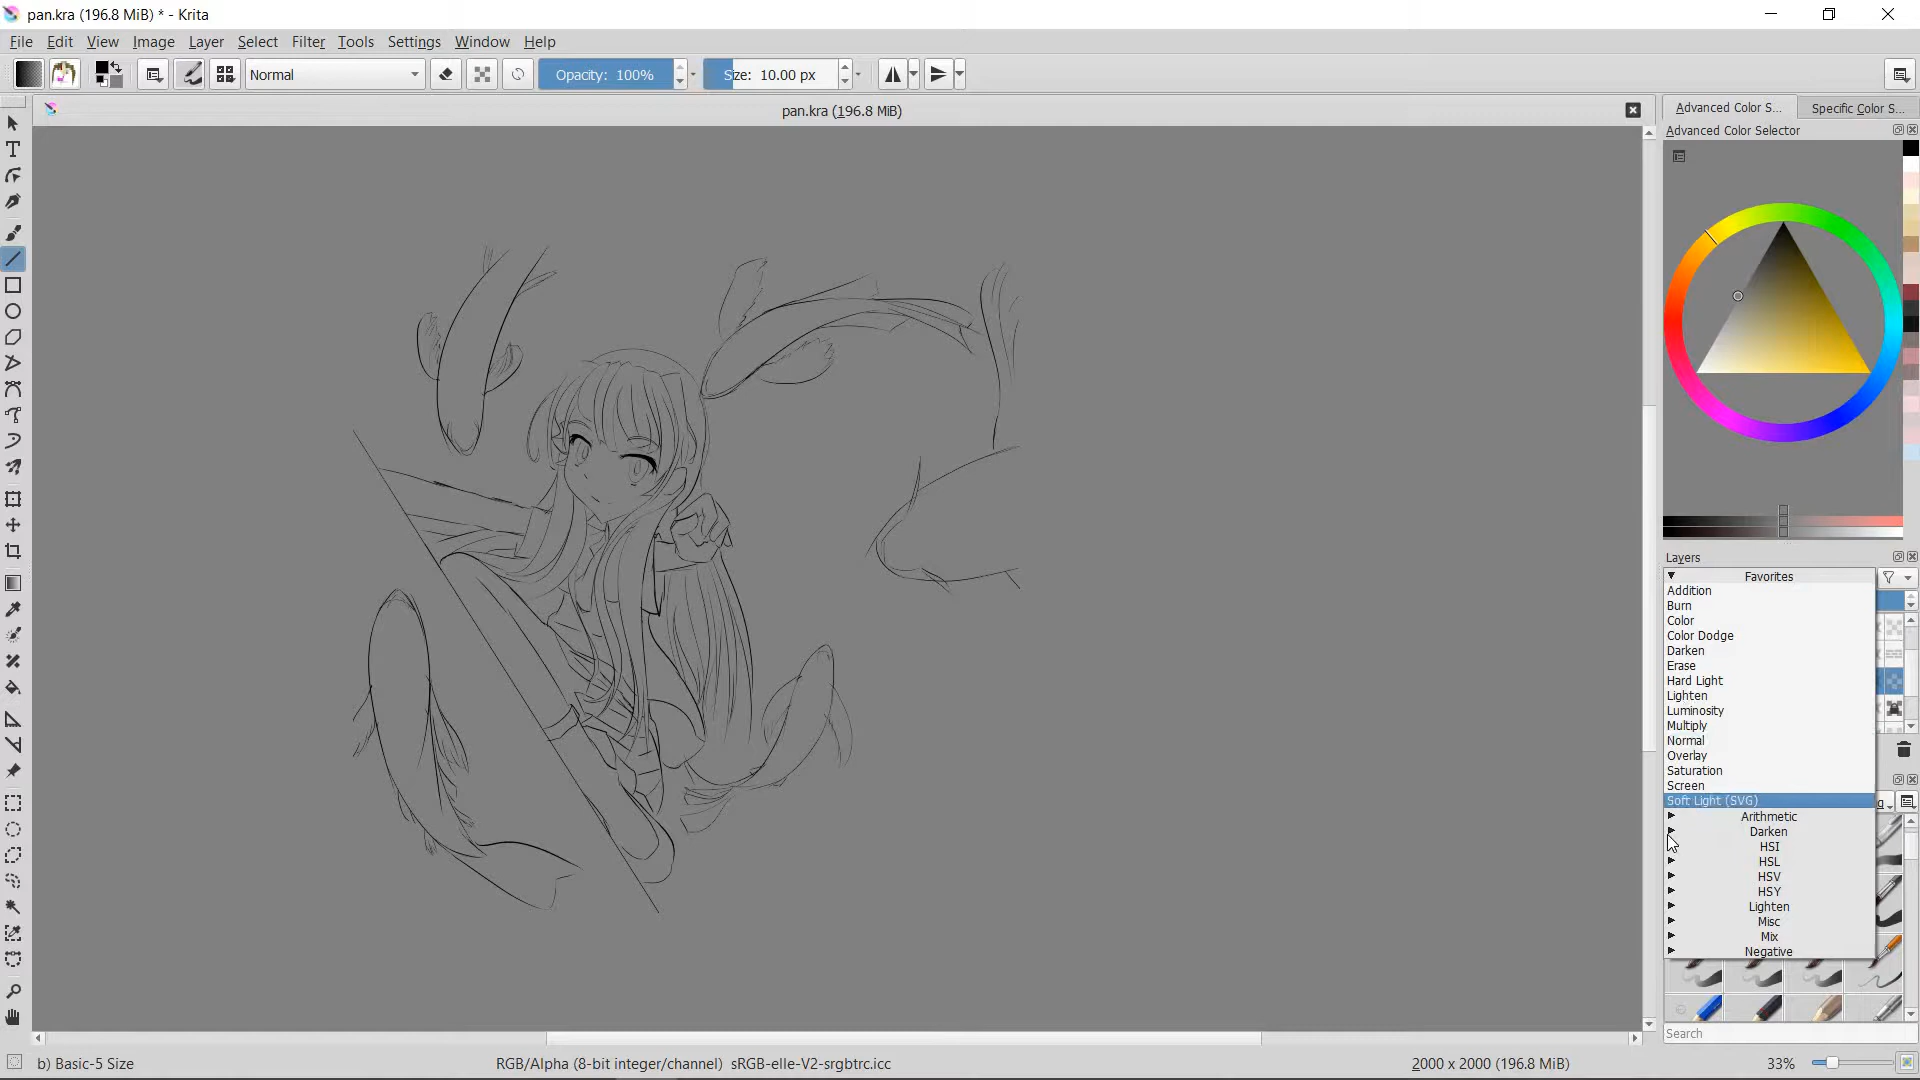 pan.kra (196.8 MiB) * - Krita
File Edit View Image Layer Select Filter Tools Settings Window Help
Normal Opacity: 100% Size: 10.00 px
pan.kra (196.8 MiB)
Advanced Color S... Specific Color S...
Advanced Color Selector
Layers
Favorites
Addition
Burn
Color
Color Dodge
Darken
Erase
Hard Light
Lighten
Luminosity
Multiply
Normal
Overlay
Saturation
Screen
Soft Light (SVG)
Arithmetic
Darken
HSI
HSL
HSV
HSY
Lighten
Misc
Mix
Negative
Search
b) Basic-5 Size RGB/Alpha (8-bit integer/channel) sRGB-elle-V2-srgbtrc.icc 2000 x 2000 (196.8 MiB) 33%